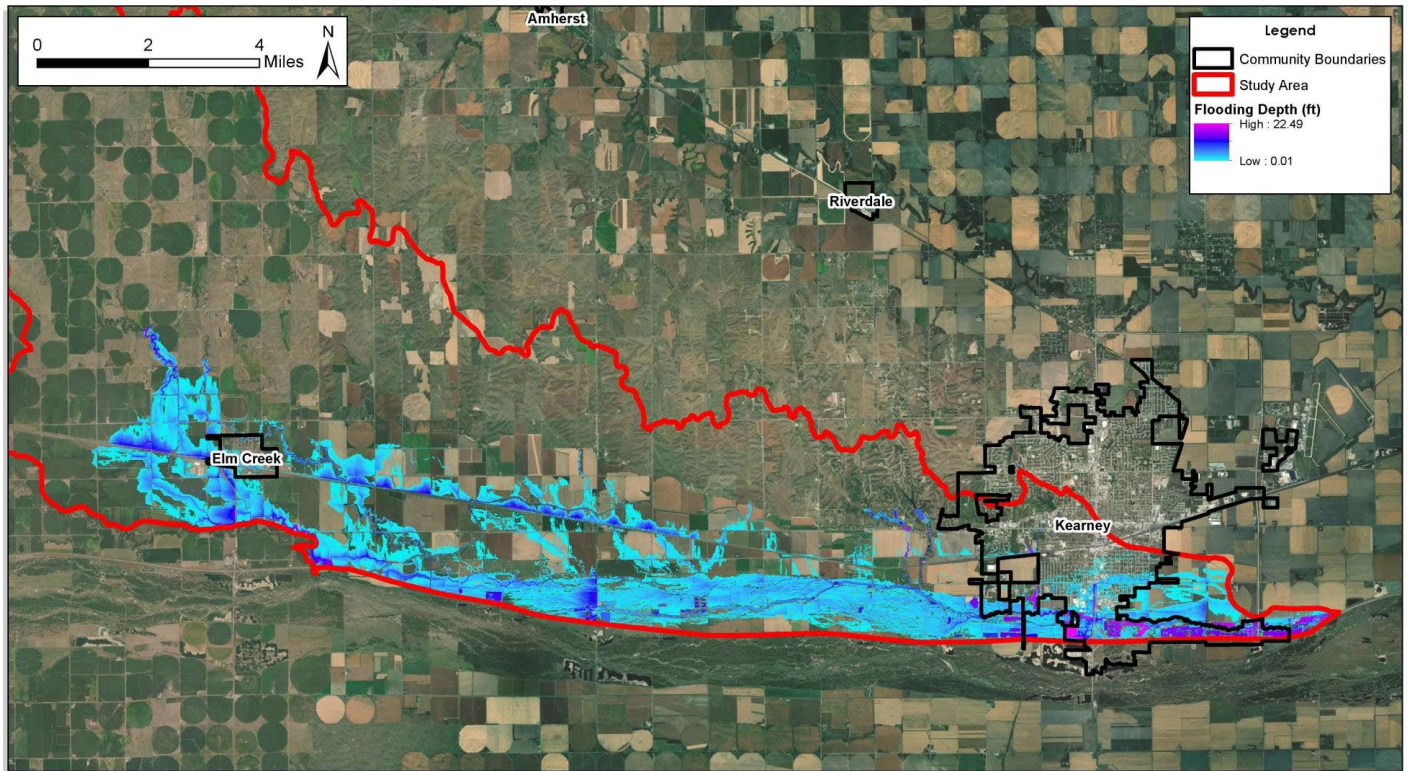 Amherst
0 2 4
Miles
N
Legend
Community Boundaries
Study Area
Flooding Depth (ft)
High : 22.49
Low : 0.01
Riverdale
Elm Creek
Kearney